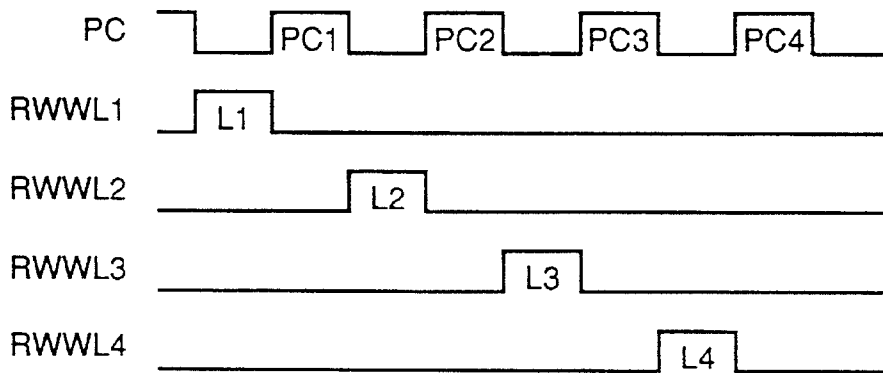 PC PC1 PC2 PC3 PC4
RWWL1 L1
RWWL2 L2
RWWL3 L3
RWWL4 L4